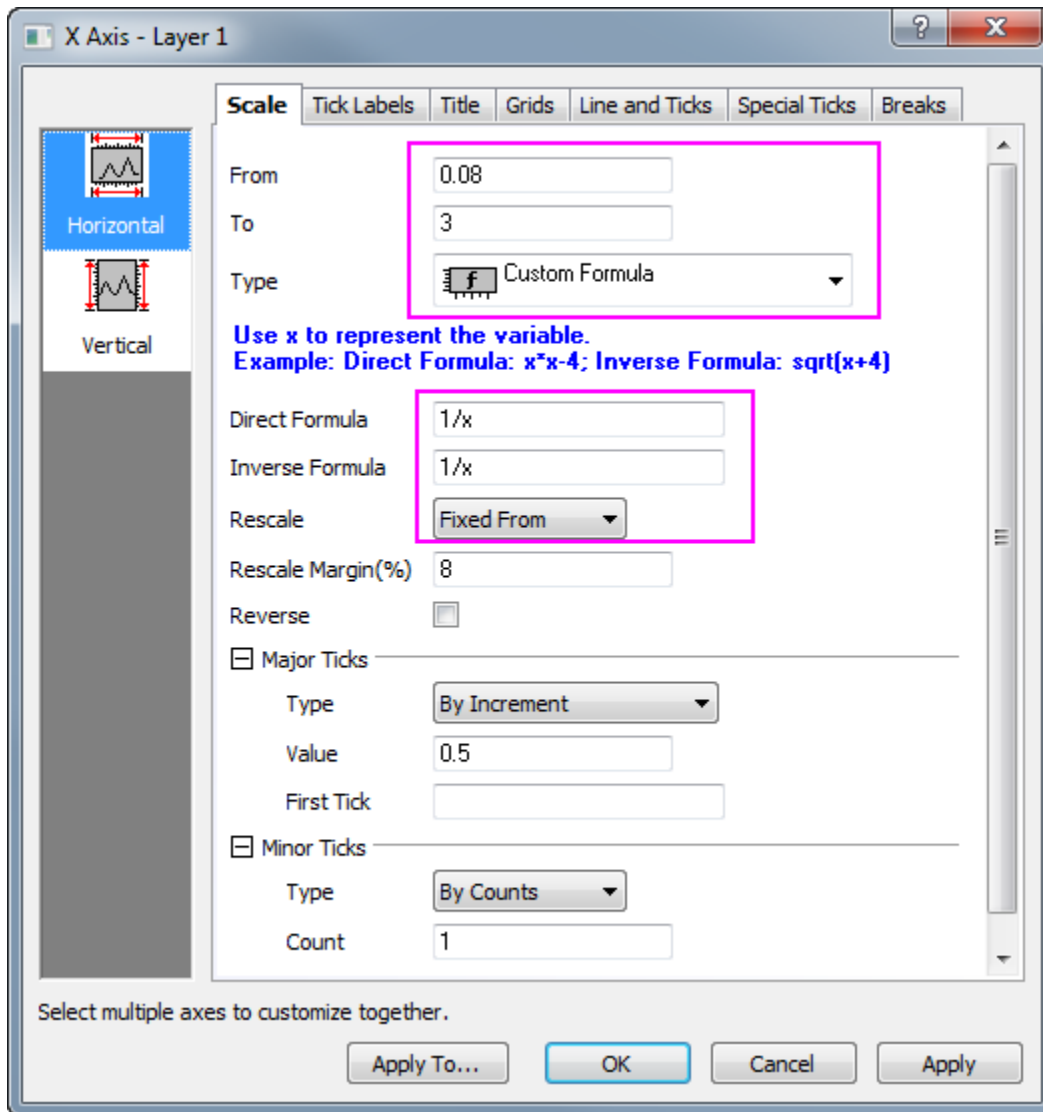 X Axis - Layer 1
Scale Tick Labels Title Grids Line and Ticks Special Ticks Breaks
Horizontal
Vertical
From 0.08
To 3
Type f Custom Formula
Use x to represent the variable.
Example: Direct Formula: x*x-4; Inverse Formula: sqrt(x+4)
Direct Formula 1/x
Inverse Formula 1/x
Rescale Fixed From
Rescale Margin(%) 8
Reverse
Major Ticks
Type By Increment
Value 0.5
First Tick
Minor Ticks
Type By Counts
Count 1
Select multiple axes to customize together.
Apply To... OK Cancel Apply